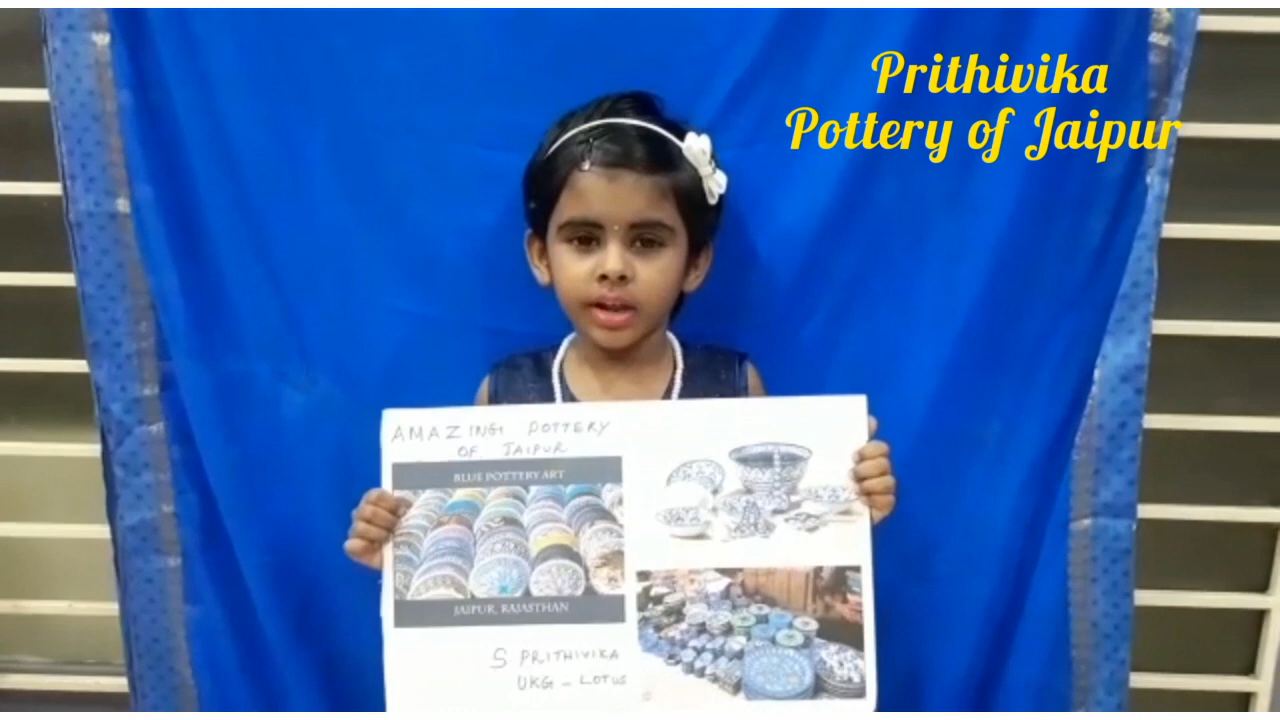 Prithivika
Pottery of Jaipur
AMAZING POTTERY
OF JAIPUR
BLUE POTTERY ART
JAIPUR, RAJASTHAN
S PRITHIVIKA
UKG - LOTUS